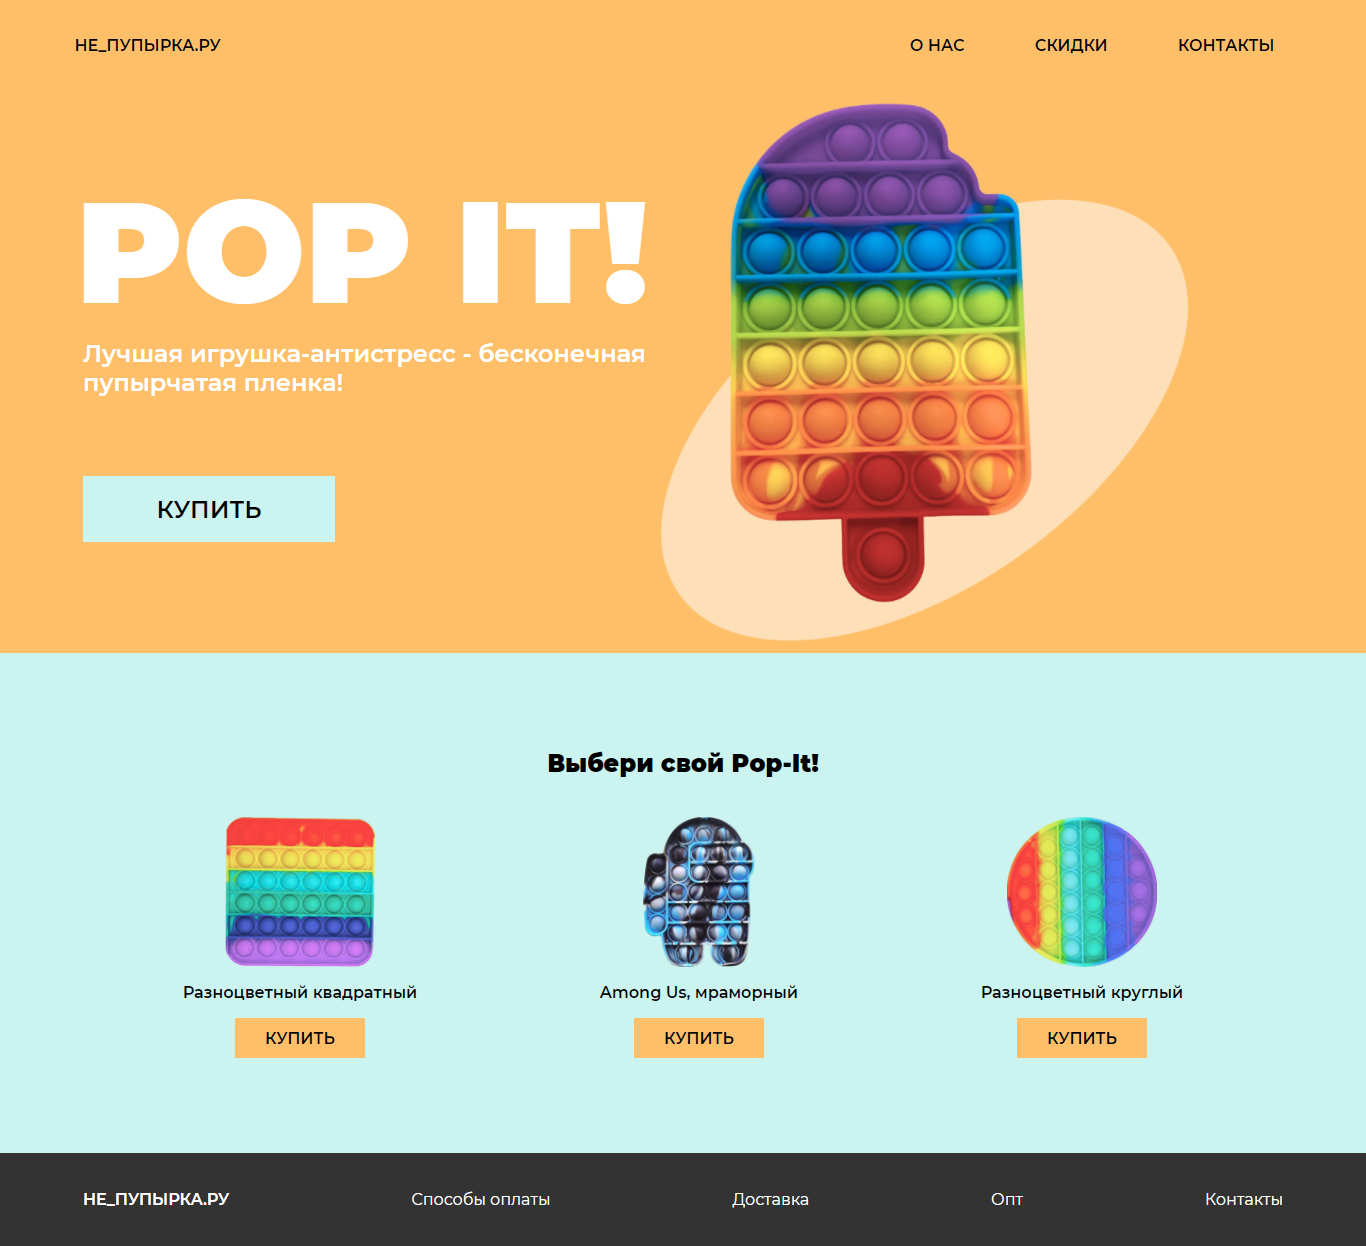 НЕ_ПУПЫРКА.РУ
О НАС
СКИДКИ
КОНТАКТЫ
POP IT!
Лучшая игрушка-антистресс - бесконечная
пупырчатая пленка!
КУПИТЬ
Выбери свой Pop-It!
Разноцветный квадратный
Among Us, мраморный
Разноцветный круглый
КУПИТЬ
КУПИТЬ
КУПИТЬ
НЕ_ПУПЫРКА.РУ
Способы оплаты
Доставка
Опт
Контакты